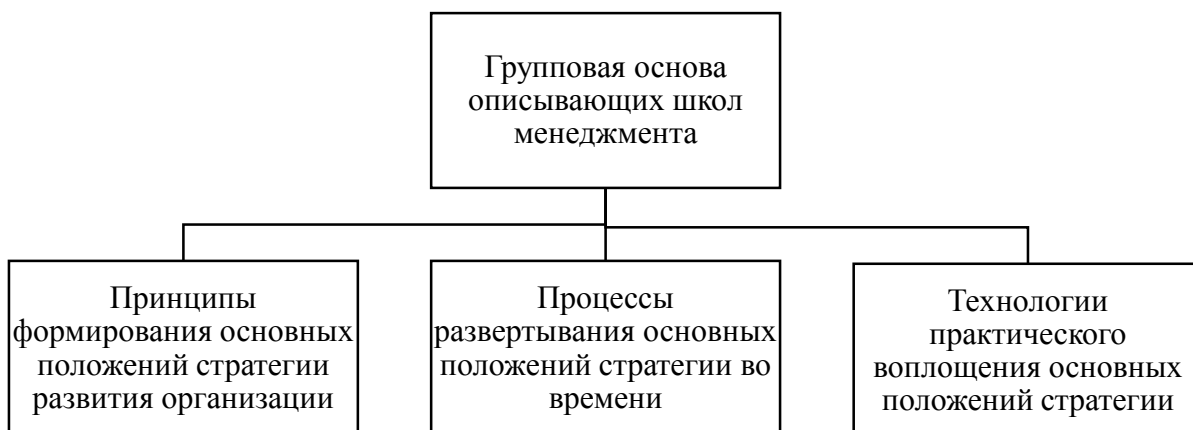 Групповая основа
описывающих школ
менеджмента
Принципы
формирования основных
положений стратегии
развития организации
Процессы
развертывания основных
положений стратегии во
времени
Технологии
практического
воплощения основных
положений стратегии